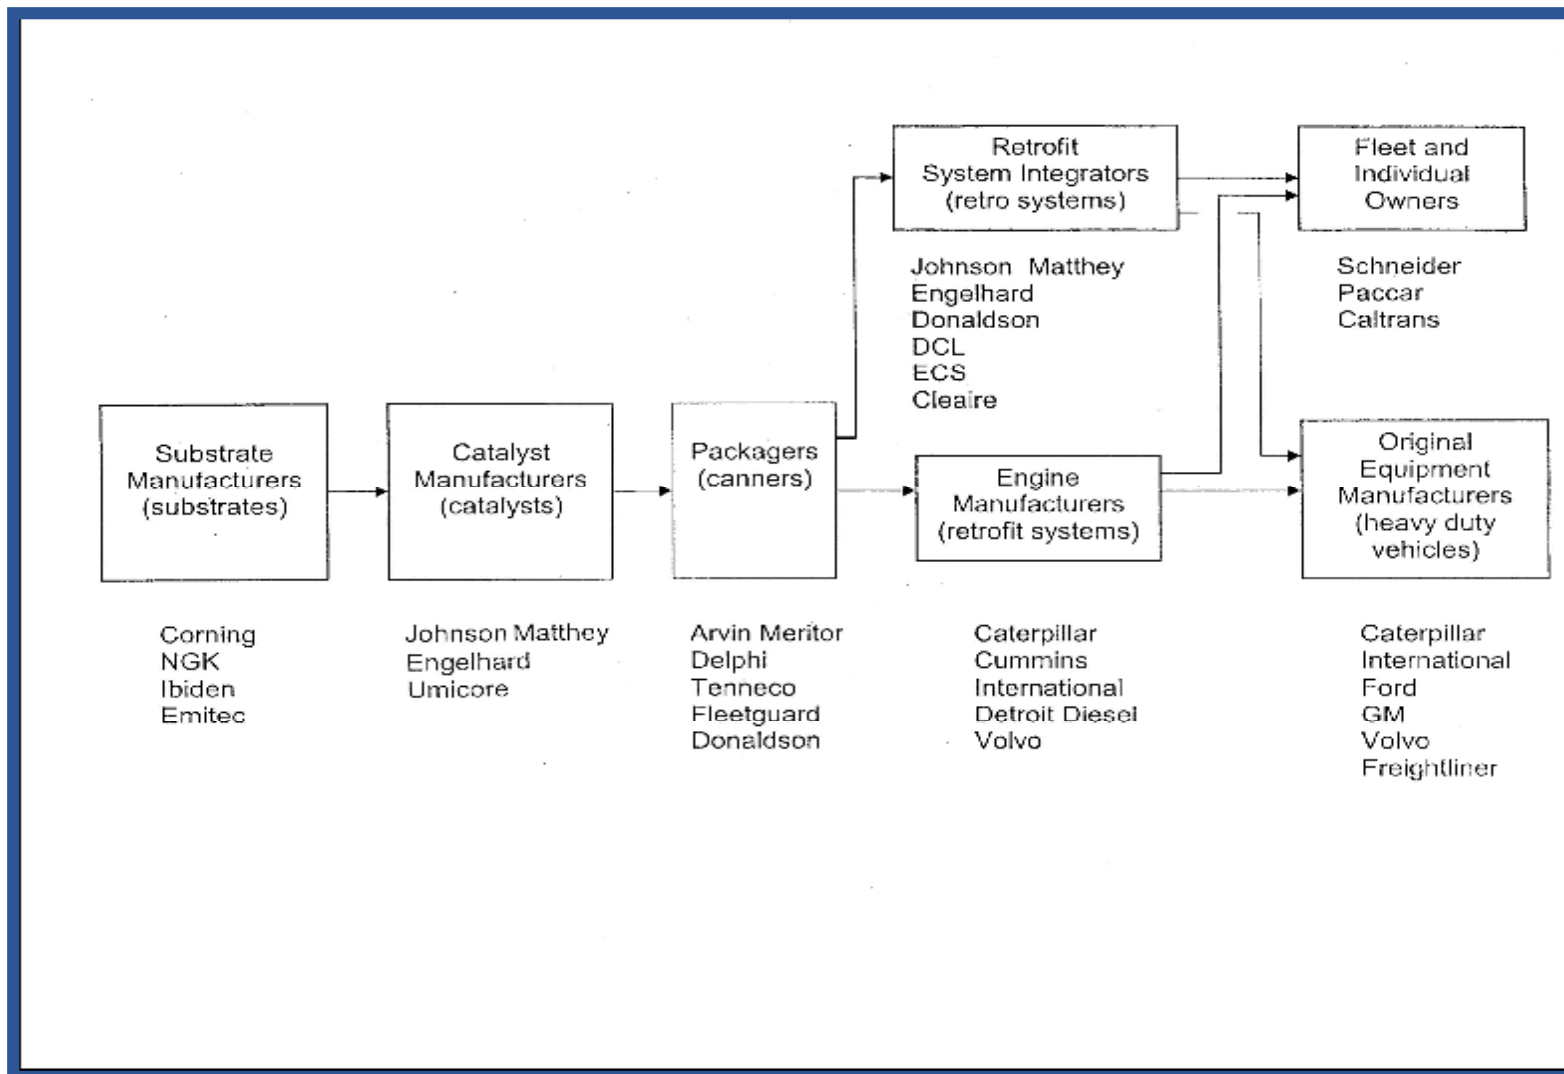 Retrofit
System Integrators
(retro systems)
Fleet and
Individual
Owners
Johnson Matthey
Engelhard
Donaldson
DCL
ECS
Cleaire
Schneider
Paccar
Caltrans
Substrate
Manufacturers
(substrates)
Catalyst
Manufacturers
(catalysts)
Packagers
(canners)
Engine
Manufacturers
(retrofit systems)
Original
Equipment
Manufacturers
(heavy duty
vehicles)
Corning
NGK
Ibiden
Emitec
Johnson Matthey
Engelhard
Umicore
Arvin Meritor
Delphi
Tenneco
Fleetguard
Donaldson
Caterpillar
Cummins
International
Detroit Diesel
Volvo
Caterpillar
International
Ford
GM
Volvo
Freightliner